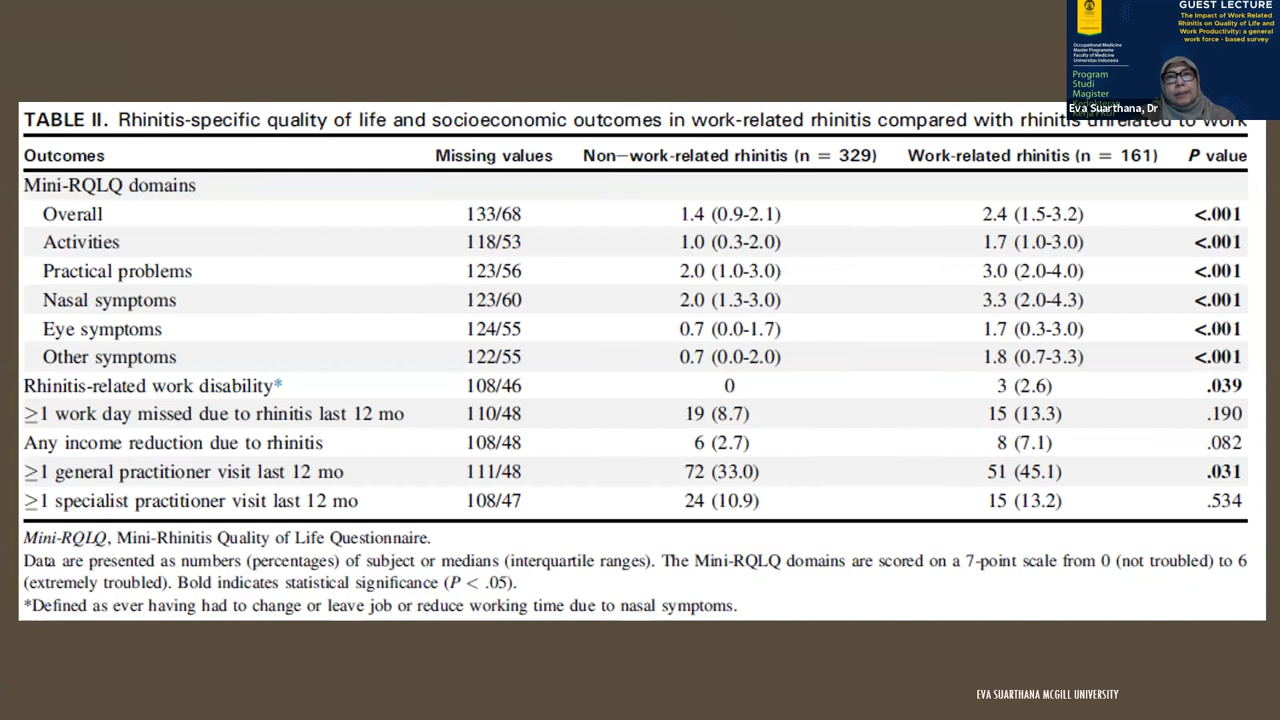 GUEST LECTURE
The Impact of Work Related
Rhinitis on Quality of Life and
Work Productivity: a general
work force - based survey
Occupational Medicine
Master Programme
Faculty of Medicine
Universitas Indonesia
Program
Studi
Magister
Eva Suarthana, Dr
TABLE II. Rhinitis-specific quality of life and socioeconomic outcomes in work-related rhinitis compared with rhinitis unrelated to work
Outcomes Missing values Non–work-related rhinitis (n = 329) Work-related rhinitis (n = 161) P value
Mini-RQLQ domains
Overall 133/68 1.4 (0.9-2.1) 2.4 (1.5-3.2) <.001
Activities 118/53 1.0 (0.3-2.0) 1.7 (1.0-3.0) <.001
Practical problems 123/56 2.0 (1.0-3.0) 3.0 (2.0-4.0) <.001
Nasal symptoms 123/60 2.0 (1.3-3.0) 3.3 (2.0-4.3) <.001
Eye symptoms 124/55 0.7 (0.0-1.7) 1.7 (0.3-3.0) <.001
Other symptoms 122/55 0.7 (0.0-2.0) 1.8 (0.7-3.3) <.001
Rhinitis-related work disability* 108/46 0 3 (2.6) .039
≥1 work day missed due to rhinitis last 12 mo 110/48 19 (8.7) 15 (13.3) .190
Any income reduction due to rhinitis 108/48 6 (2.7) 8 (7.1) .082
≥1 general practitioner visit last 12 mo 111/48 72 (33.0) 51 (45.1) .031
≥1 specialist practitioner visit last 12 mo 108/47 24 (10.9) 15 (13.2) .534
Mini-RQLQ, Mini-Rhinitis Quality of Life Questionnaire.
Data are presented as numbers (percentages) of subject or medians (interquartile ranges). The Mini-RQLQ domains are scored on a 7-point scale from 0 (not troubled) to 6
(extremely troubled). Bold indicates statistical significance (P < .05).
*Defined as ever having had to change or leave job or reduce working time due to nasal symptoms.
EVA SUARTHANA MCGILL UNIVERSITY